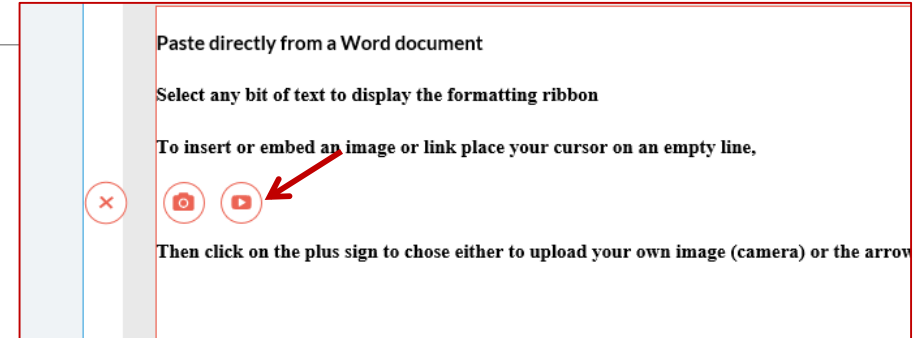 Paste directly from a Word document
Select any bit of text to display the formatting ribbon
To insert or embed an image or link place your cursor on an empty line,
Then click on the plus sign to chose either to upload your own image (camera) or the arrow